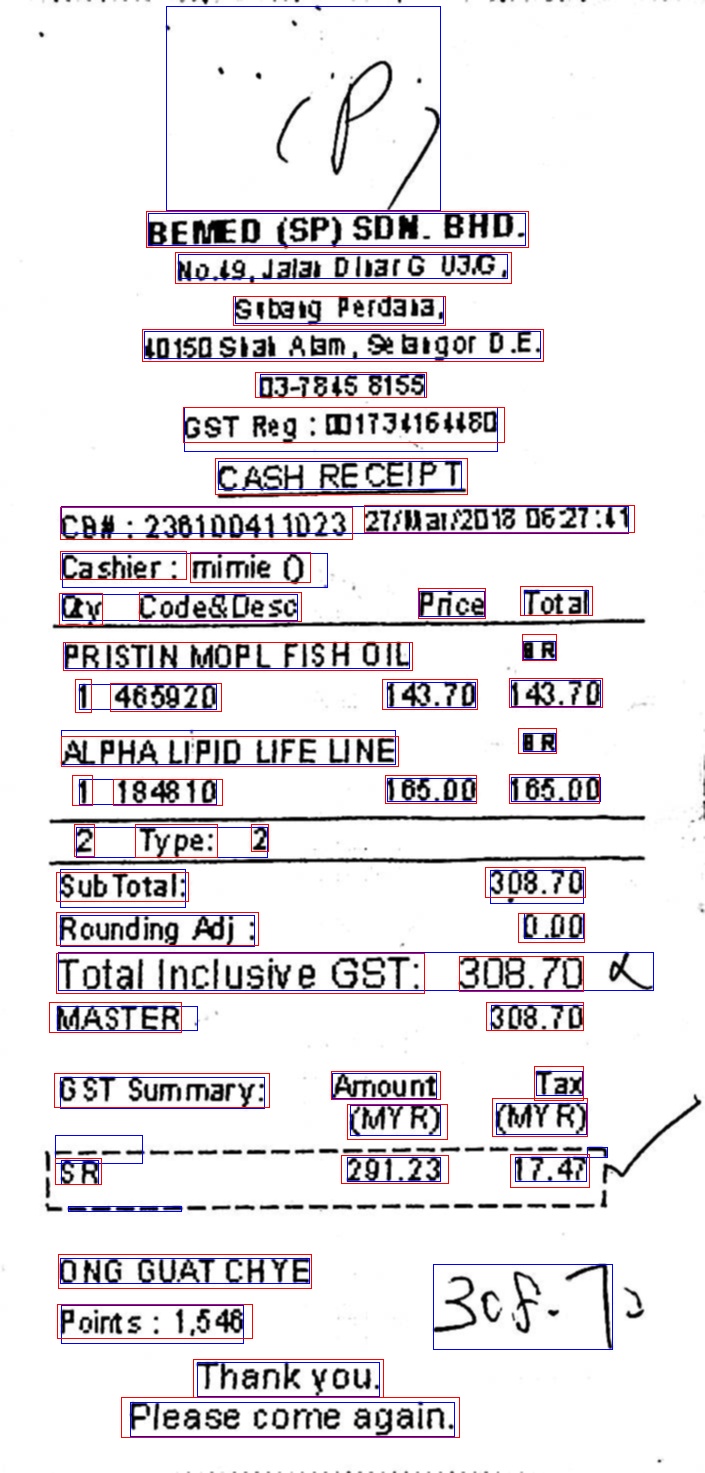 (P)
BEMED (SP) SDN. BHD.
No.49, Jalan Dinar G U3/G,
Subang Perdana,
40150 Shah Alam, Selangor D.E.
03-7845 8155
GST Reg : 001734164480
CASH RECEIPT
CB# : 236100411023 27/Mar/2018 06:27:41
Cashier : mimie ()
Qty Code&Desc Price Total
PRISTIN MOPL FISH OIL SR
1 465920 143.70 143.70
ALPHA LIPID LIFE LINE SR
1 184810 165.00 165.00
2 Type: 2
Sub Total: 308.70
Rounding Adj : 0.00
Total Inclusive GST: 308.70
MASTER 308.70
GST Summary: Amount Tax
(MYR) (MYR)
SR 291.23 17.47
ONG GUAT CHYE
Points : 1,546
308.70
Thank you.
Please come again.